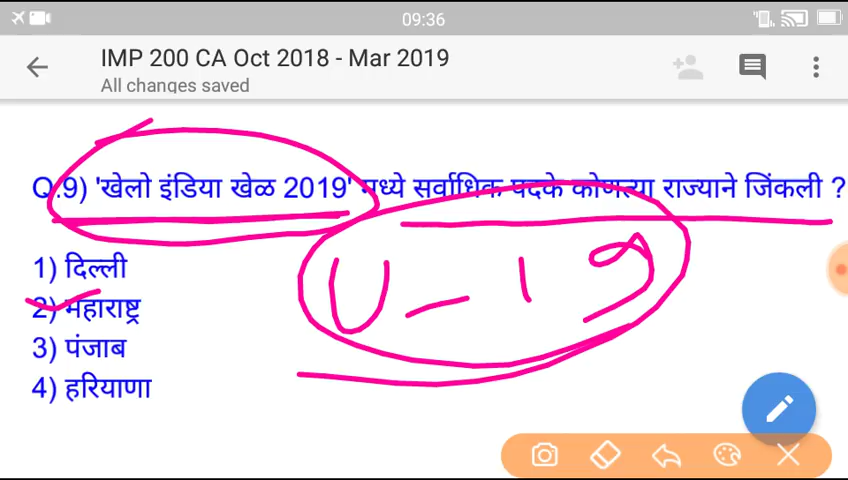 09:36
IMP 200 CA Oct 2018 - Mar 2019
All changes saved
Q.9) 'खेलो इंडिया खेळ 2019' मध्ये सर्वाधिक पदके कोणत्या राज्याने जिंकली ?
1) दिल्ली
2) महाराष्ट्र
3) पंजाब
4) हरियाणा
U-19